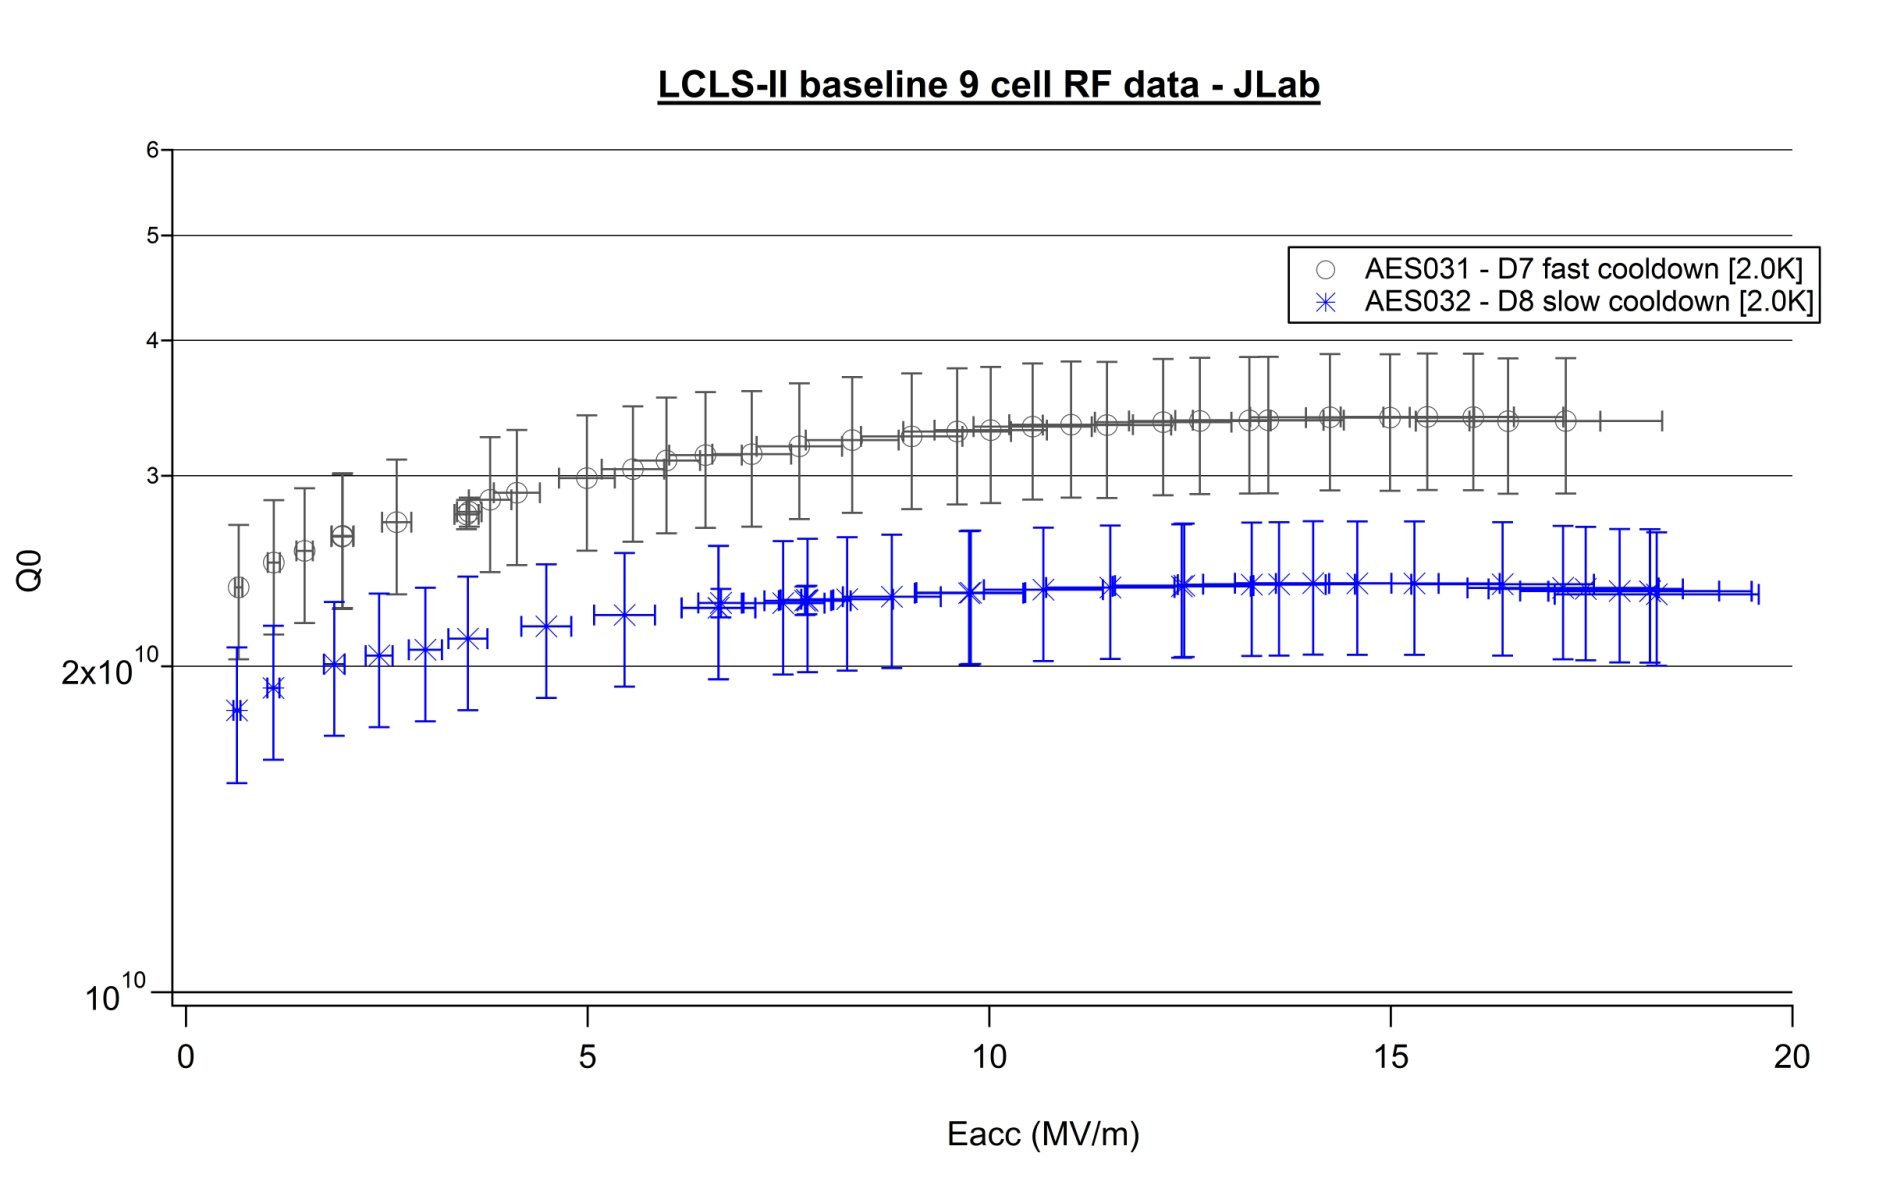 LCLS-II baseline 9 cell RF data - JLab
6
5
4
3
2x10^10
10^10
Q0
AES031 - D7 fast cooldown [2.0K]
AES032 - D8 slow cooldown [2.0K]
0 5 10 15 20
Eacc (MV/m)